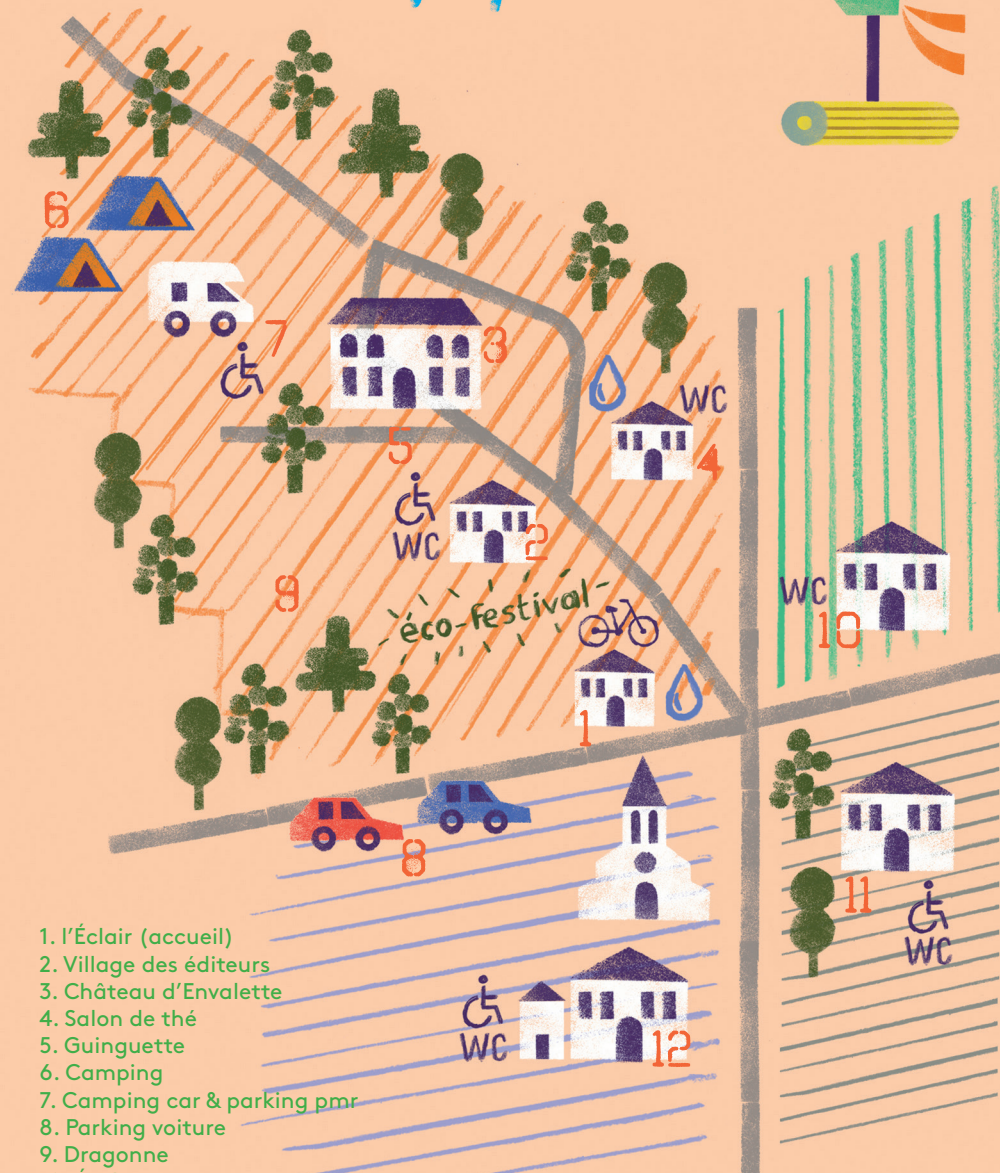 6
7
3
WC
4
5
WC
2
9
éco-festival
WC
10
1
8
11
WC
WC
12
1. l'Éclair (accueil)
2. Village des éditeurs
3. Château d'Envalette
4. Salon de thé
5. Guinguette
6. Camping
7. Camping car & parking pmr
8. Parking voiture
9. Dragonne